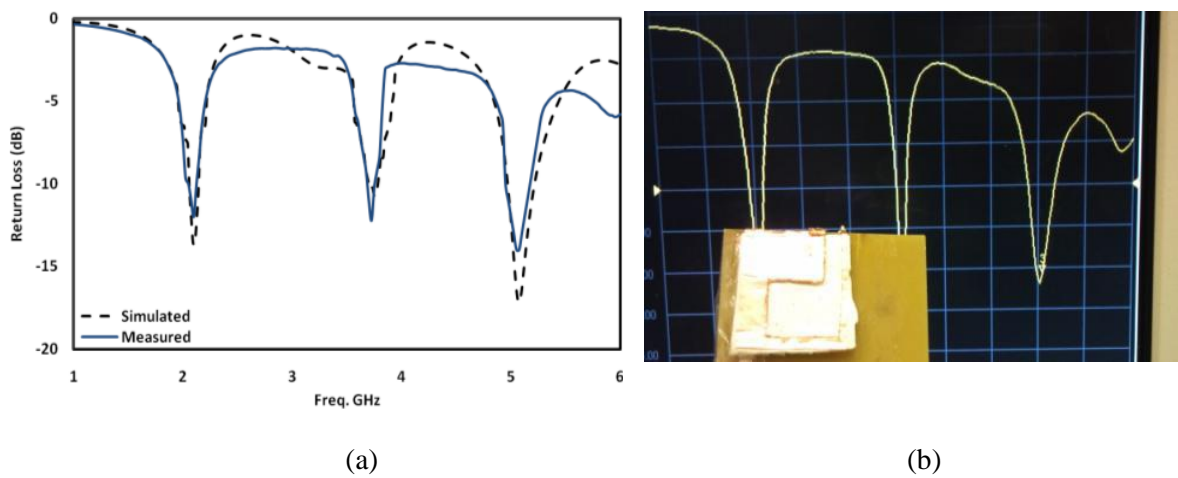 0
-5
-10
-15
-20
Return Loss (dB)
Simulated
Measured
1 2 3 4 5 6
Freq. GHz
(a) (b)